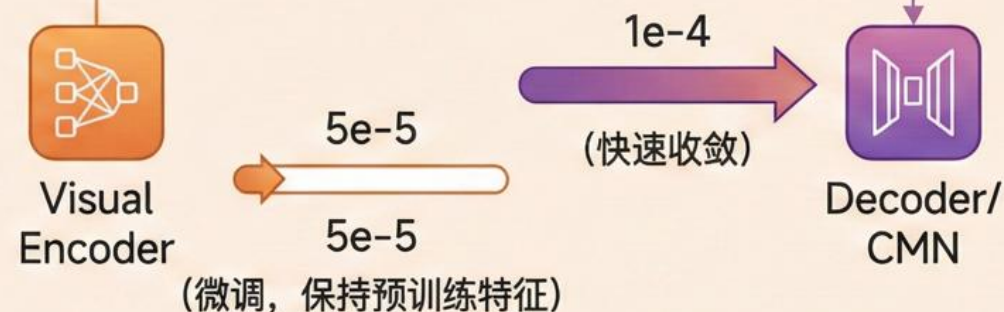 1e-4
(快速收敛)
5e-5
5e-5
(微调，保持预训练特征)
Visual
Encoder
Decoder/
CMN